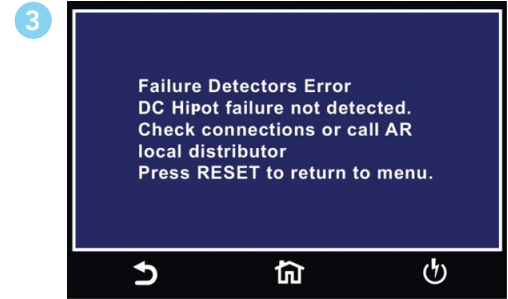 3
Failure Detectors Error
DC Hipot failure not detected.
Check connections or call AR
local distributor
Press RESET to return to menu.